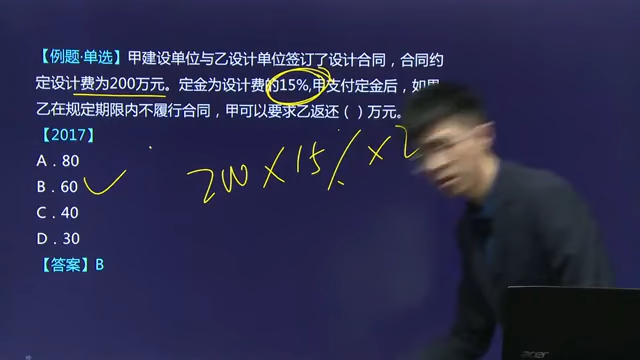 【例题·单选】甲建设单位与乙设计单位签订了设计合同，合同约
定设计费为200万元。定金为设计费的15%,甲支付定金后，如果
乙在规定期限内不履行合同，甲可以要求乙返还（）万元。
【2017】
A．80
B．60
C．40
D．30
【答案】B
200×15%×2
acer